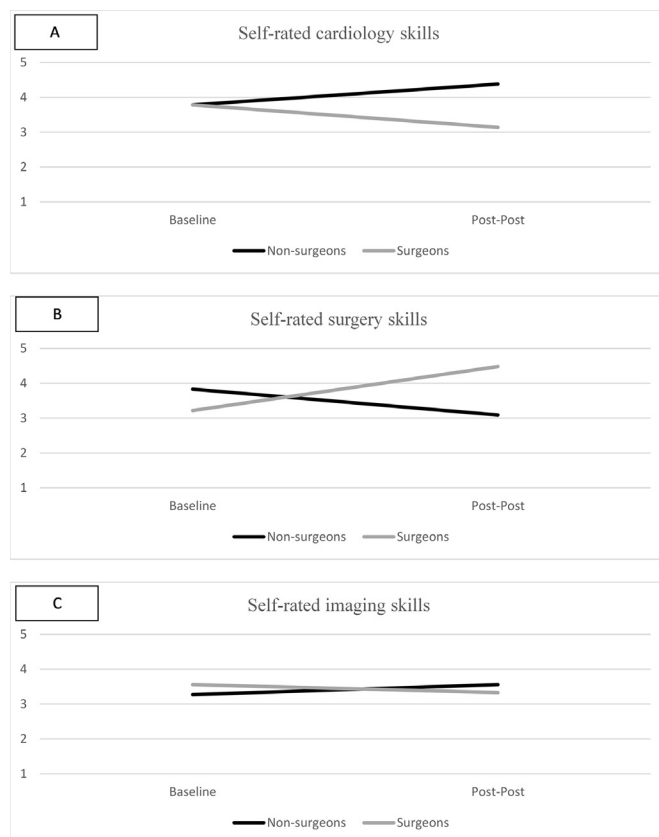 A
Self-rated cardiology skills
5
4
3
2
1
Baseline Post-Post
Non-surgeons Surgeons
B
Self-rated surgery skills
5
4
3
2
1
Baseline Post-Post
Non-surgeons Surgeons
C
Self-rated imaging skills
5
4
3
2
1
Baseline Post-Post
Non-surgeons Surgeons